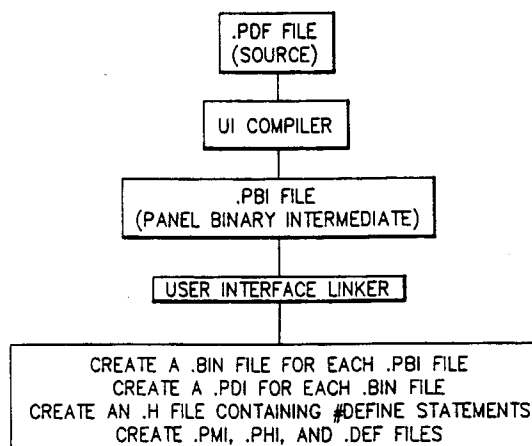 .PDF FILE
(SOURCE)
UI COMPILER
.PBI FILE
(PANEL BINARY INTERMEDIATE)
USER INTERFACE LINKER
CREATE A .BIN FILE FOR EACH .PBI FILE
CREATE A .PDI FOR EACH .BIN FILE
CREATE AN .H FILE CONTAINING #DEFINE STATEMENTS
CREATE .PMI, .PHI, AND .DEF FILES